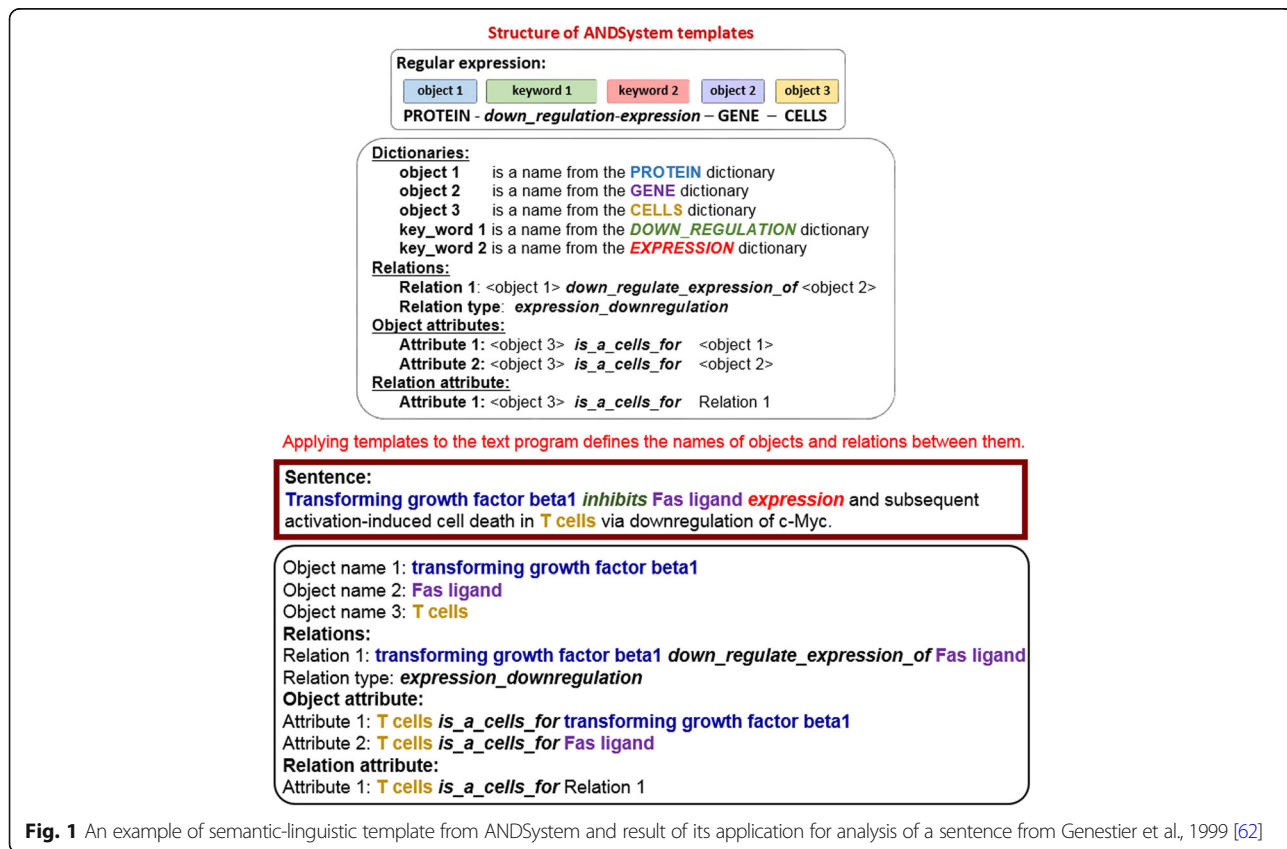 Structure of ANDSystem templates
Regular expression:
object 1 keyword 1 keyword 2 object 2 object 3
PROTEIN - down_regulation-expression – GENE – CELLS
Dictionaries:
object 1 is a name from the PROTEIN dictionary
object 2 is a name from the GENE dictionary
object 3 is a name from the CELLS dictionary
key_word 1 is a name from the DOWN_REGULATION dictionary
key_word 2 is a name from the EXPRESSION dictionary
Relations:
Relation 1: <object 1> down_regulate_expression_of <object 2>
Relation type: expression_downregulation
Object attributes:
Attribute 1: <object 3> is_a_cells_for <object 1>
Attribute 2: <object 3> is_a_cells_for <object 2>
Relation attribute:
Attribute 1: <object 3> is_a_cells_for Relation 1
Applying templates to the text program defines the names of objects and relations between them.
Sentence:
Transforming growth factor beta1 inhibits Fas ligand expression and subsequent
activation-induced cell death in T cells via downregulation of c-Myc.
Object name 1: transforming growth factor beta1
Object name 2: Fas ligand
Object name 3: T cells
Relations:
Relation 1: transforming growth factor beta1 down_regulate_expression_of Fas ligand
Relation type: expression_downregulation
Object attribute:
Attribute 1: T cells is_a_cells_for transforming growth factor beta1
Attribute 2: T cells is_a_cells_for Fas ligand
Relation attribute:
Attribute 1: T cells is_a_cells_for Relation 1
Fig. 1 An example of semantic-linguistic template from ANDSystem and result of its application for analysis of a sentence from Genestier et al., 1999 [62]